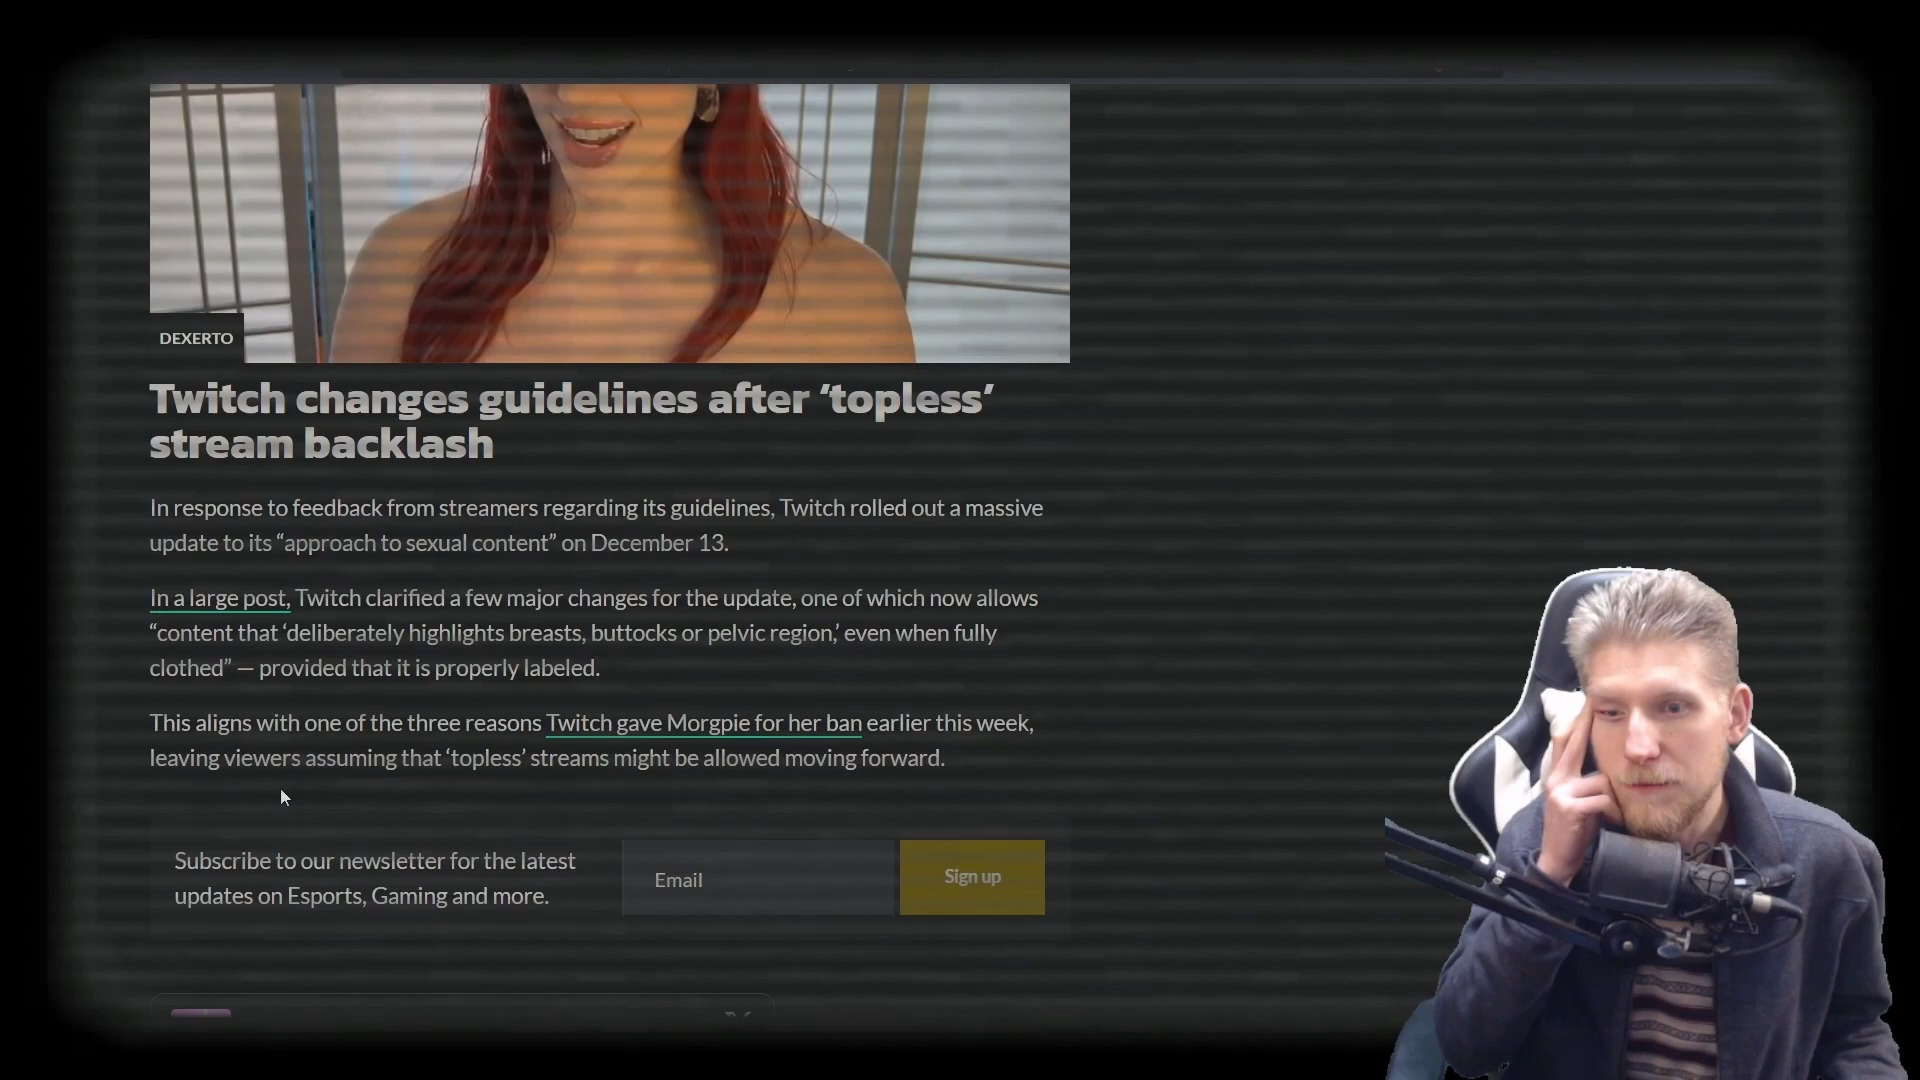 DEXERTO
Twitch changes guidelines after ‘topless’
stream backlash
In response to feedback from streamers regarding its guidelines, Twitch rolled out a massive
update to its “approach to sexual content” on December 13.
In a large post, Twitch clarified a few major changes for the update, one of which now allows
“content that ‘deliberately highlights breasts, buttocks or pelvic region,’ even when fully
clothed” — provided that it is properly labeled.
This aligns with one of the three reasons Twitch gave Morgpie for her ban earlier this week,
leaving viewers assuming that ‘topless’ streams might be allowed moving forward.
Subscribe to our newsletter for the latest
updates on Esports, Gaming and more.
Email
Sign up